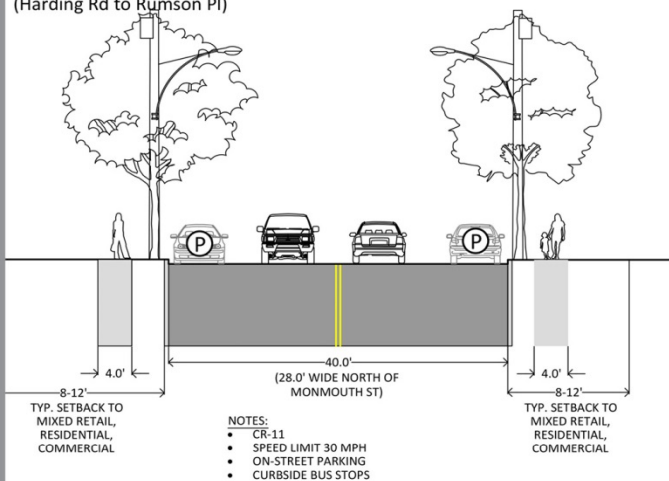 (Harding Rd to Rumson Pl)
P
P
4.0'
40.0'
4.0'
(28.0' WIDE NORTH OF
MONMOUTH ST)
8-12'
TYP. SETBACK TO
MIXED RETAIL,
RESIDENTIAL,
COMMERCIAL
8-12'
TYP. SETBACK TO
MIXED RETAIL,
RESIDENTIAL,
COMMERCIAL
NOTES:
• CR-11
• SPEED LIMIT 30 MPH
• ON-STREET PARKING
• CURBSIDE BUS STOPS